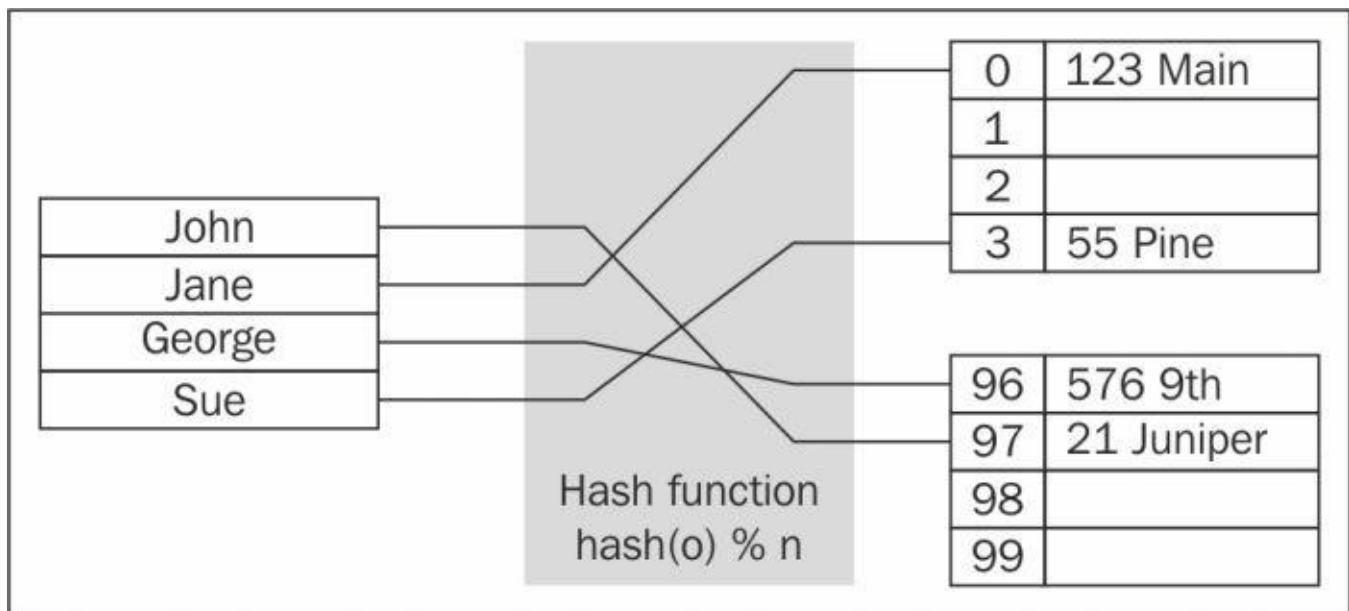 John
Jane
George
Sue
Hash function
hash(o) % n
0 123 Main
1
2
3 55 Pine
96 576 9th
97 21 Juniper
98
99